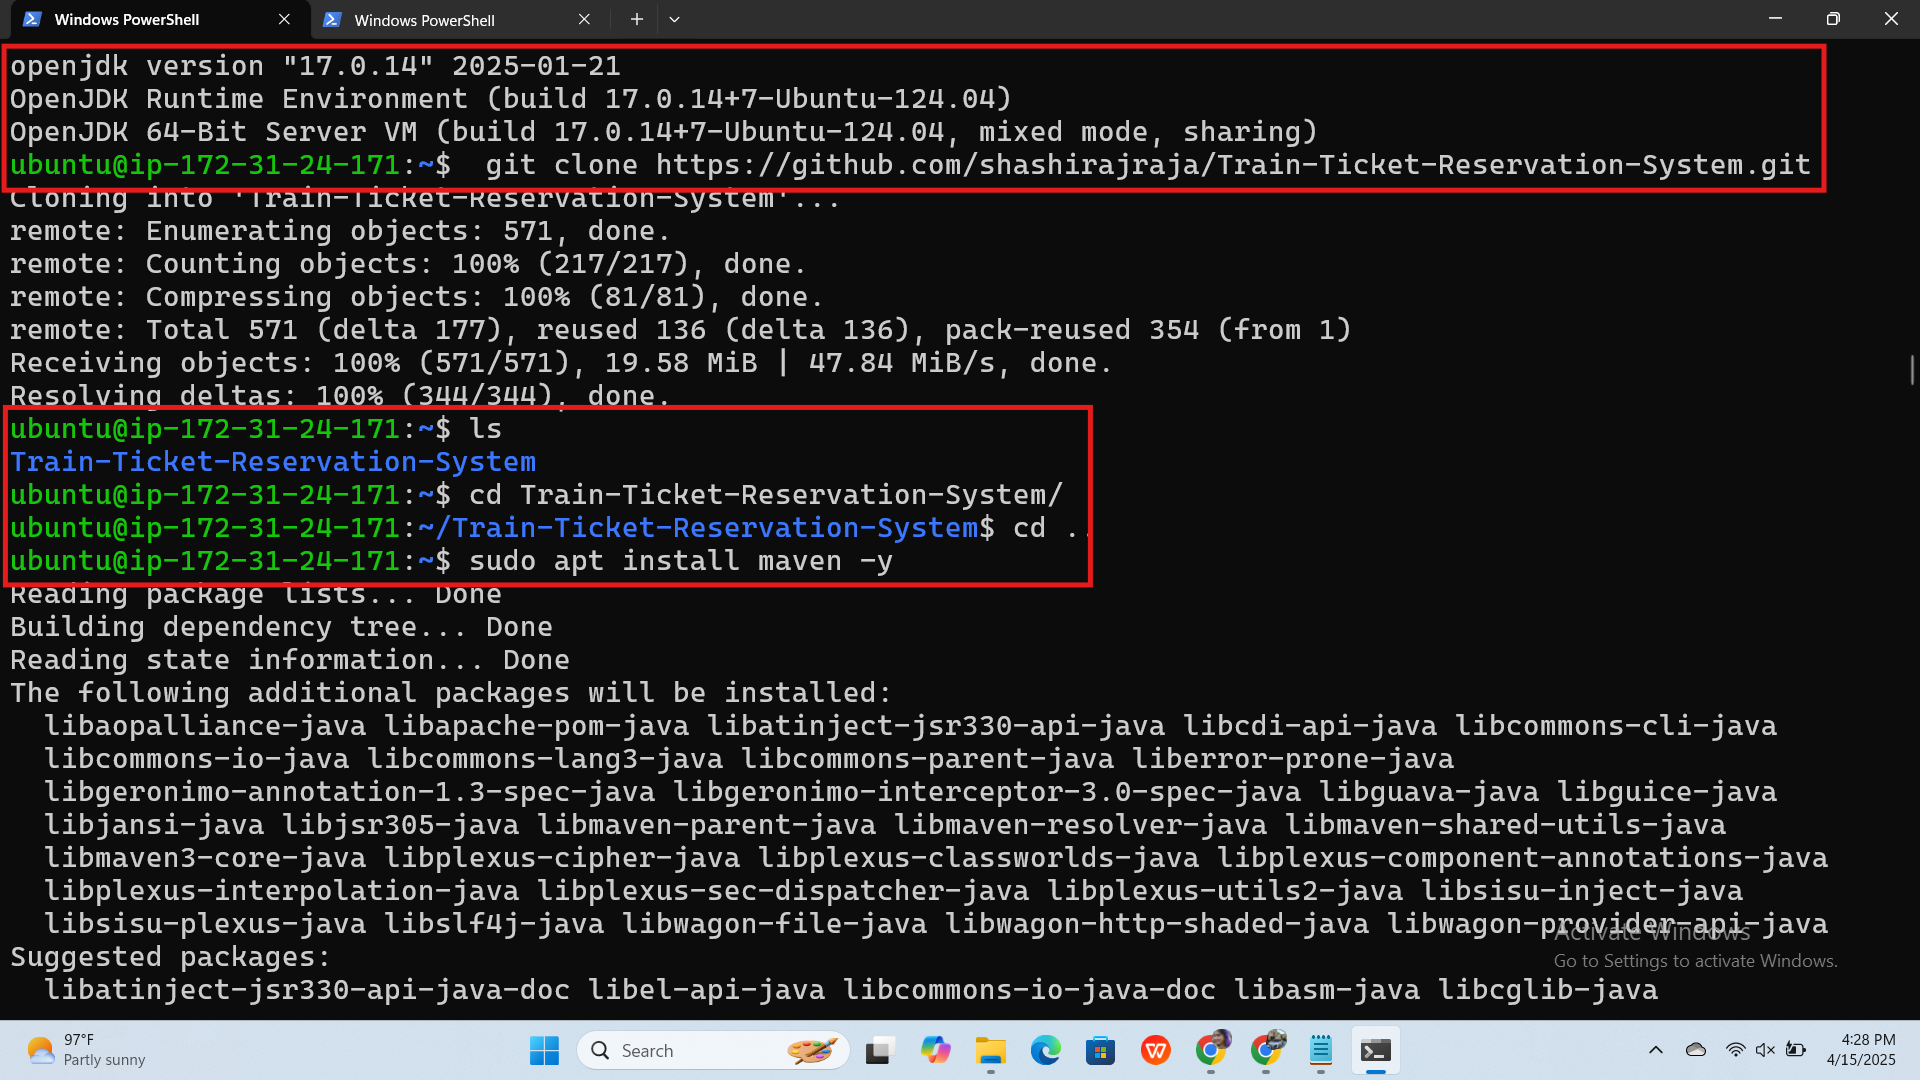 Windows PowerShell
Windows PowerShell
openjdk version "17.0.14" 2025-01-21
OpenJDK Runtime Environment (build 17.0.14+7-Ubuntu-124.04)
OpenJDK 64-Bit Server VM (build 17.0.14+7-Ubuntu-124.04, mixed mode, sharing)
ubuntu@ip-172-31-24-171:~$  git clone https://github.com/shashirajraja/Train-Ticket-Reservation-System.git
Cloning into 'Train-Ticket-Reservation-System'...
remote: Enumerating objects: 571, done.
remote: Counting objects: 100% (217/217), done.
remote: Compressing objects: 100% (81/81), done.
remote: Total 571 (delta 177), reused 136 (delta 136), pack-reused 354 (from 1)
Receiving objects: 100% (571/571), 19.58 MiB | 47.84 MiB/s, done.
Resolving deltas: 100% (344/344), done.
ubuntu@ip-172-31-24-171:~$ ls
Train-Ticket-Reservation-System
ubuntu@ip-172-31-24-171:~$ cd Train-Ticket-Reservation-System/
ubuntu@ip-172-31-24-171:~/Train-Ticket-Reservation-System$ cd ..
ubuntu@ip-172-31-24-171:~$ sudo apt install maven -y
Reading package lists... Done
Building dependency tree... Done
Reading state information... Done
The following additional packages will be installed:
  libaopalliance-java libapache-pom-java libatinject-jsr330-api-java libcdi-api-java libcommons-cli-java
  libcommons-io-java libcommons-lang3-java libcommons-parent-java liberror-prone-java
  libgeronimo-annotation-1.3-spec-java libgeronimo-interceptor-3.0-spec-java libguava-java libguice-java
  libjansi-java libjsr305-java libmaven-parent-java libmaven-resolver-java libmaven-shared-utils-java
  libmaven3-core-java libplexus-cipher-java libplexus-classworlds-java libplexus-component-annotations-java
  libplexus-interpolation-java libplexus-sec-dispatcher-java libplexus-utils2-java libsisu-inject-java
  libsisu-plexus-java libslf4j-java libwagon-file-java libwagon-http-shaded-java libwagon-provider-api-java
Activate Windows
Suggested packages:
Go to Settings to activate Windows.
  libatinject-jsr330-api-java-doc libel-api-java libcommons-io-java-doc libasm-java libcglib-java
97°F
Partly sunny
Search
4:28 PM
4/15/2025